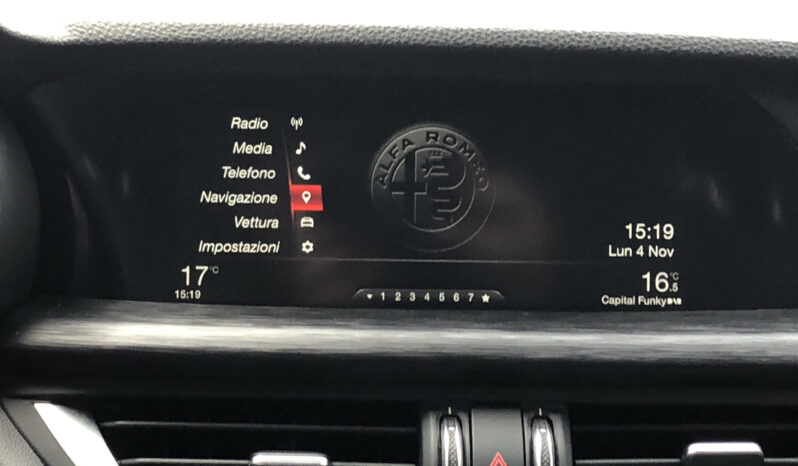 Radio
Media
Telefono
Navigazione
Vettura
Impostazioni
ALFA ROMEO
15:19
Lun 4 Nov
17°C
15:19
1 2 3 4 5 6 7
16.5°C
Capital Funky